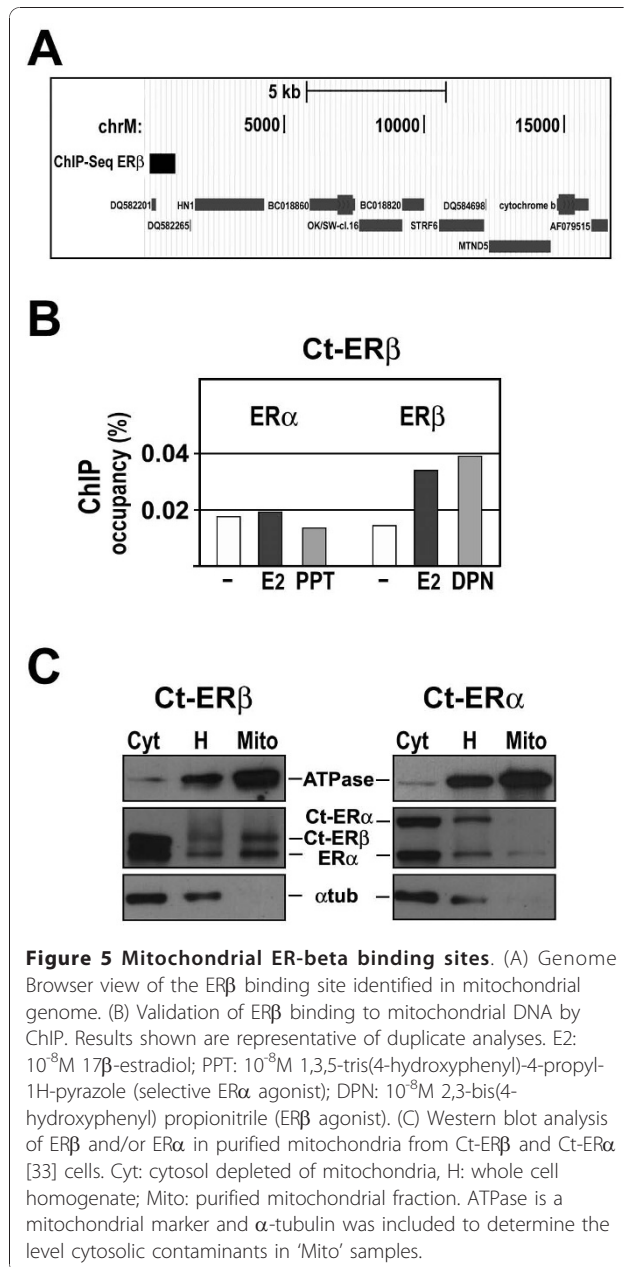 A
5 kb
chrM: 5000 10000 15000
ChIP-Seq ERβ
DQ582201 HN1 BC018860 BC018820 DQ584698 cytochrome b
DQ582265 OK/SW-cl.16 STRF6 AF079515
MTND5
B
Ct-ERβ
ERα ERβ
ChIP occupancy (%)
0.04
0.02
– E2 PPT – E2 DPN
C
Ct-ERβ Ct-ERα
Cyt H Mito Cyt H Mito
ATPase
Ct-ERα
Ct-ERβ
ERα
αtub
Figure 5 Mitochondrial ER-beta binding sites. (A) Genome
Browser view of the ERβ binding site identified in mitochondrial
genome. (B) Validation of ERβ binding to mitochondrial DNA by
ChIP. Results shown are representative of duplicate analyses. E2:
10⁻⁸M 17β-estradiol; PPT: 10⁻⁸M 1,3,5-tris(4-hydroxyphenyl)-4-propyl-
1H-pyrazole (selective ERα agonist); DPN: 10⁻⁸M 2,3-bis(4-
hydroxyphenyl) propionitrile (ERβ agonist). (C) Western blot analysis
of ERβ and/or ERα in purified mitochondria from Ct-ERβ and Ct-ERα
[33] cells. Cyt: cytosol depleted of mitochondria, H: whole cell
homogenate; Mito: purified mitochondrial fraction. ATPase is a
mitochondrial marker and α-tubulin was included to determine the
level cytosolic contaminants in ‘Mito’ samples.